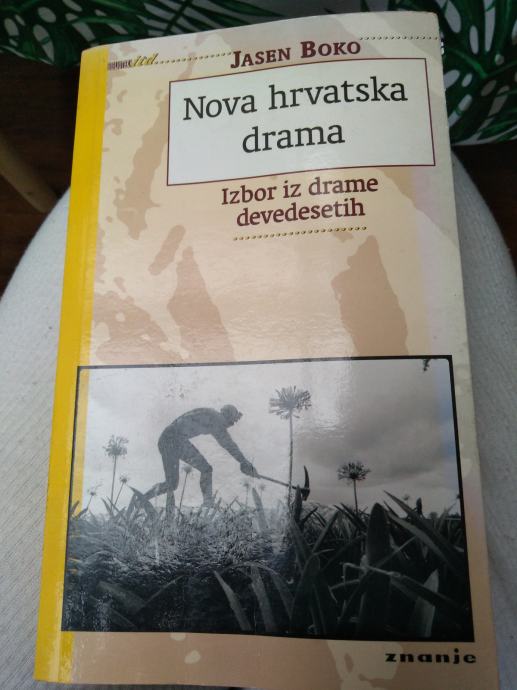 JASEN BOKO
Nova hrvatska
drama
Izbor iz drame
devedesetih
znanje